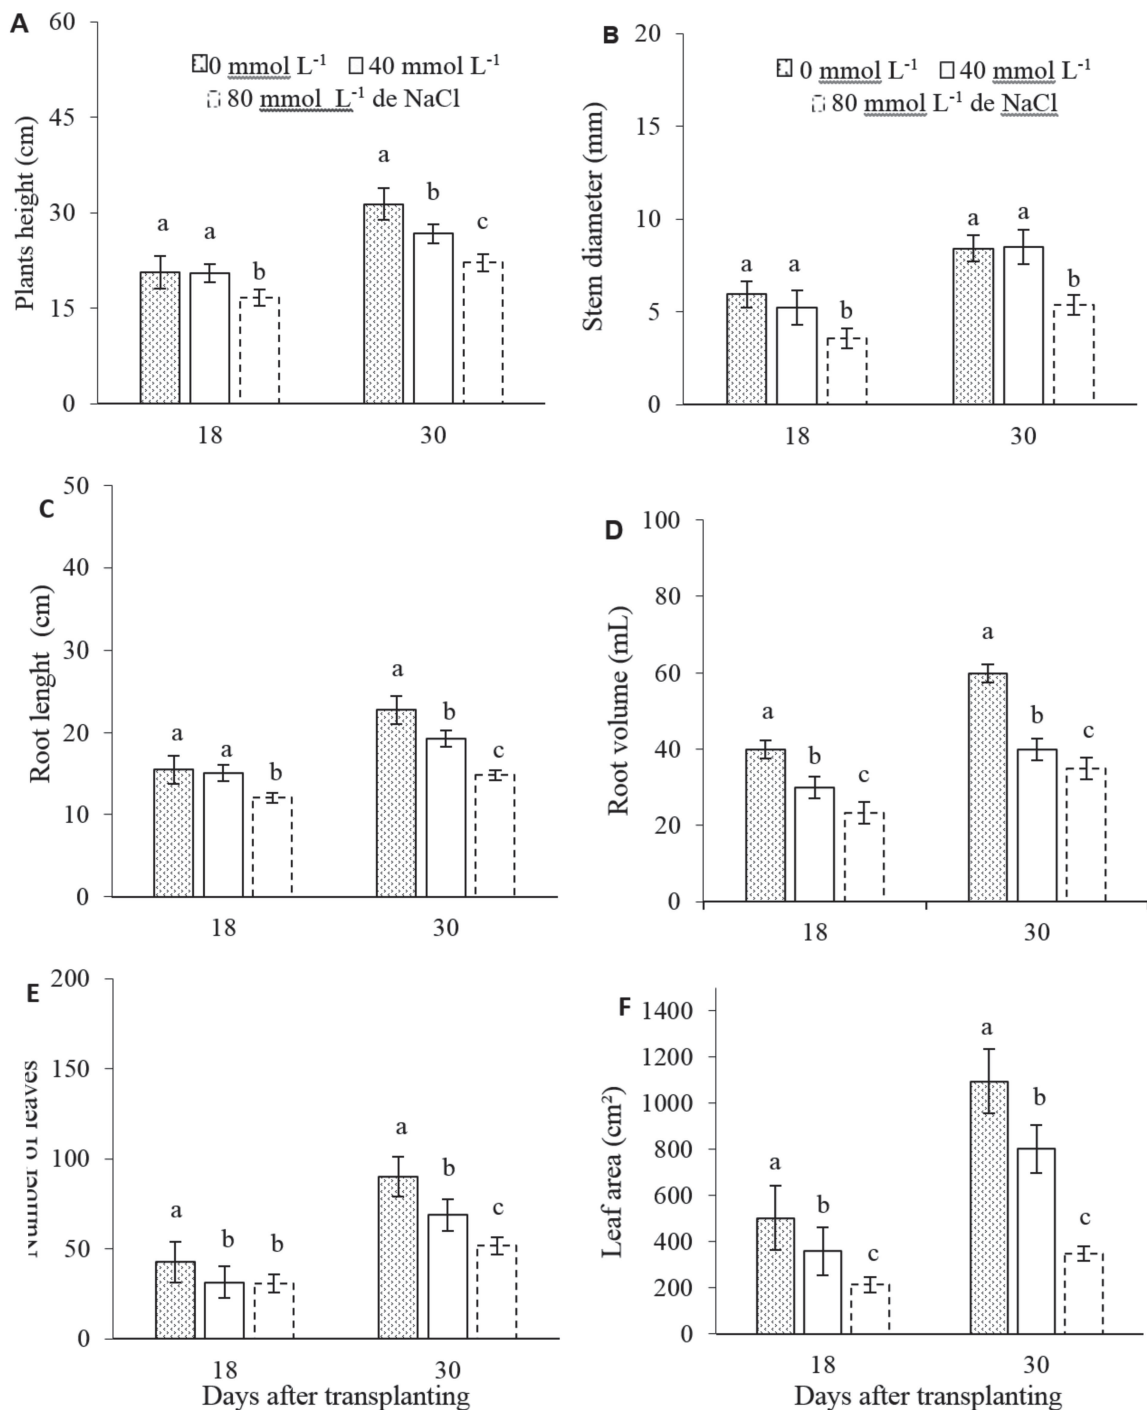 A
Plants height (cm)
60
45
30
15
0
0 mmol L⁻¹ 40 mmol L⁻¹
80 mmol L⁻¹ de NaCl
a a b
a b c
18 30
B
Stem diameter (mm)
20
15
10
5
0
0 mmol L⁻¹ 40 mmol L⁻¹
80 mmol L⁻¹ de NaCl
a a b
a a b
18 30
C
Root lenght (cm)
50
40
30
20
10
0
a a b
a b c
18 30
D
Root volume (mL)
100
80
60
40
20
0
a b c
a b c
18 30
E
Number of leaves
200
150
100
50
0
a b b
a b c
18 30
Days after transplanting
F
Leaf area (cm²)
1400
1200
1000
800
600
400
200
0
a b c
a b c
18 30
Days after transplanting